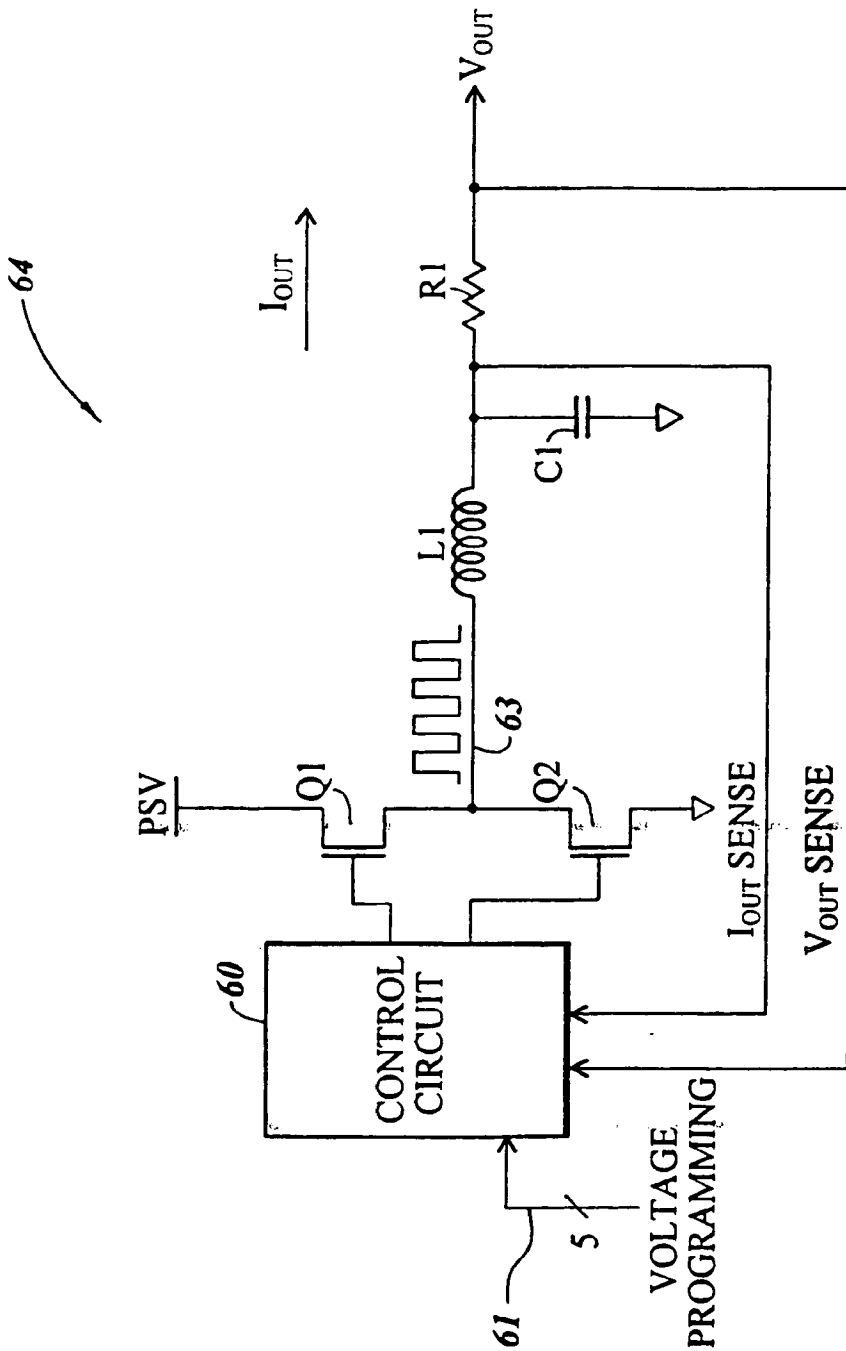 64
IOUT
VOUT
R1
C1
L1
63
PSV
Q1
Q2
IOUT SENSE
VOUT SENSE
60
CONTROL
CIRCUIT
61
5
VOLTAGE
PROGRAMMING